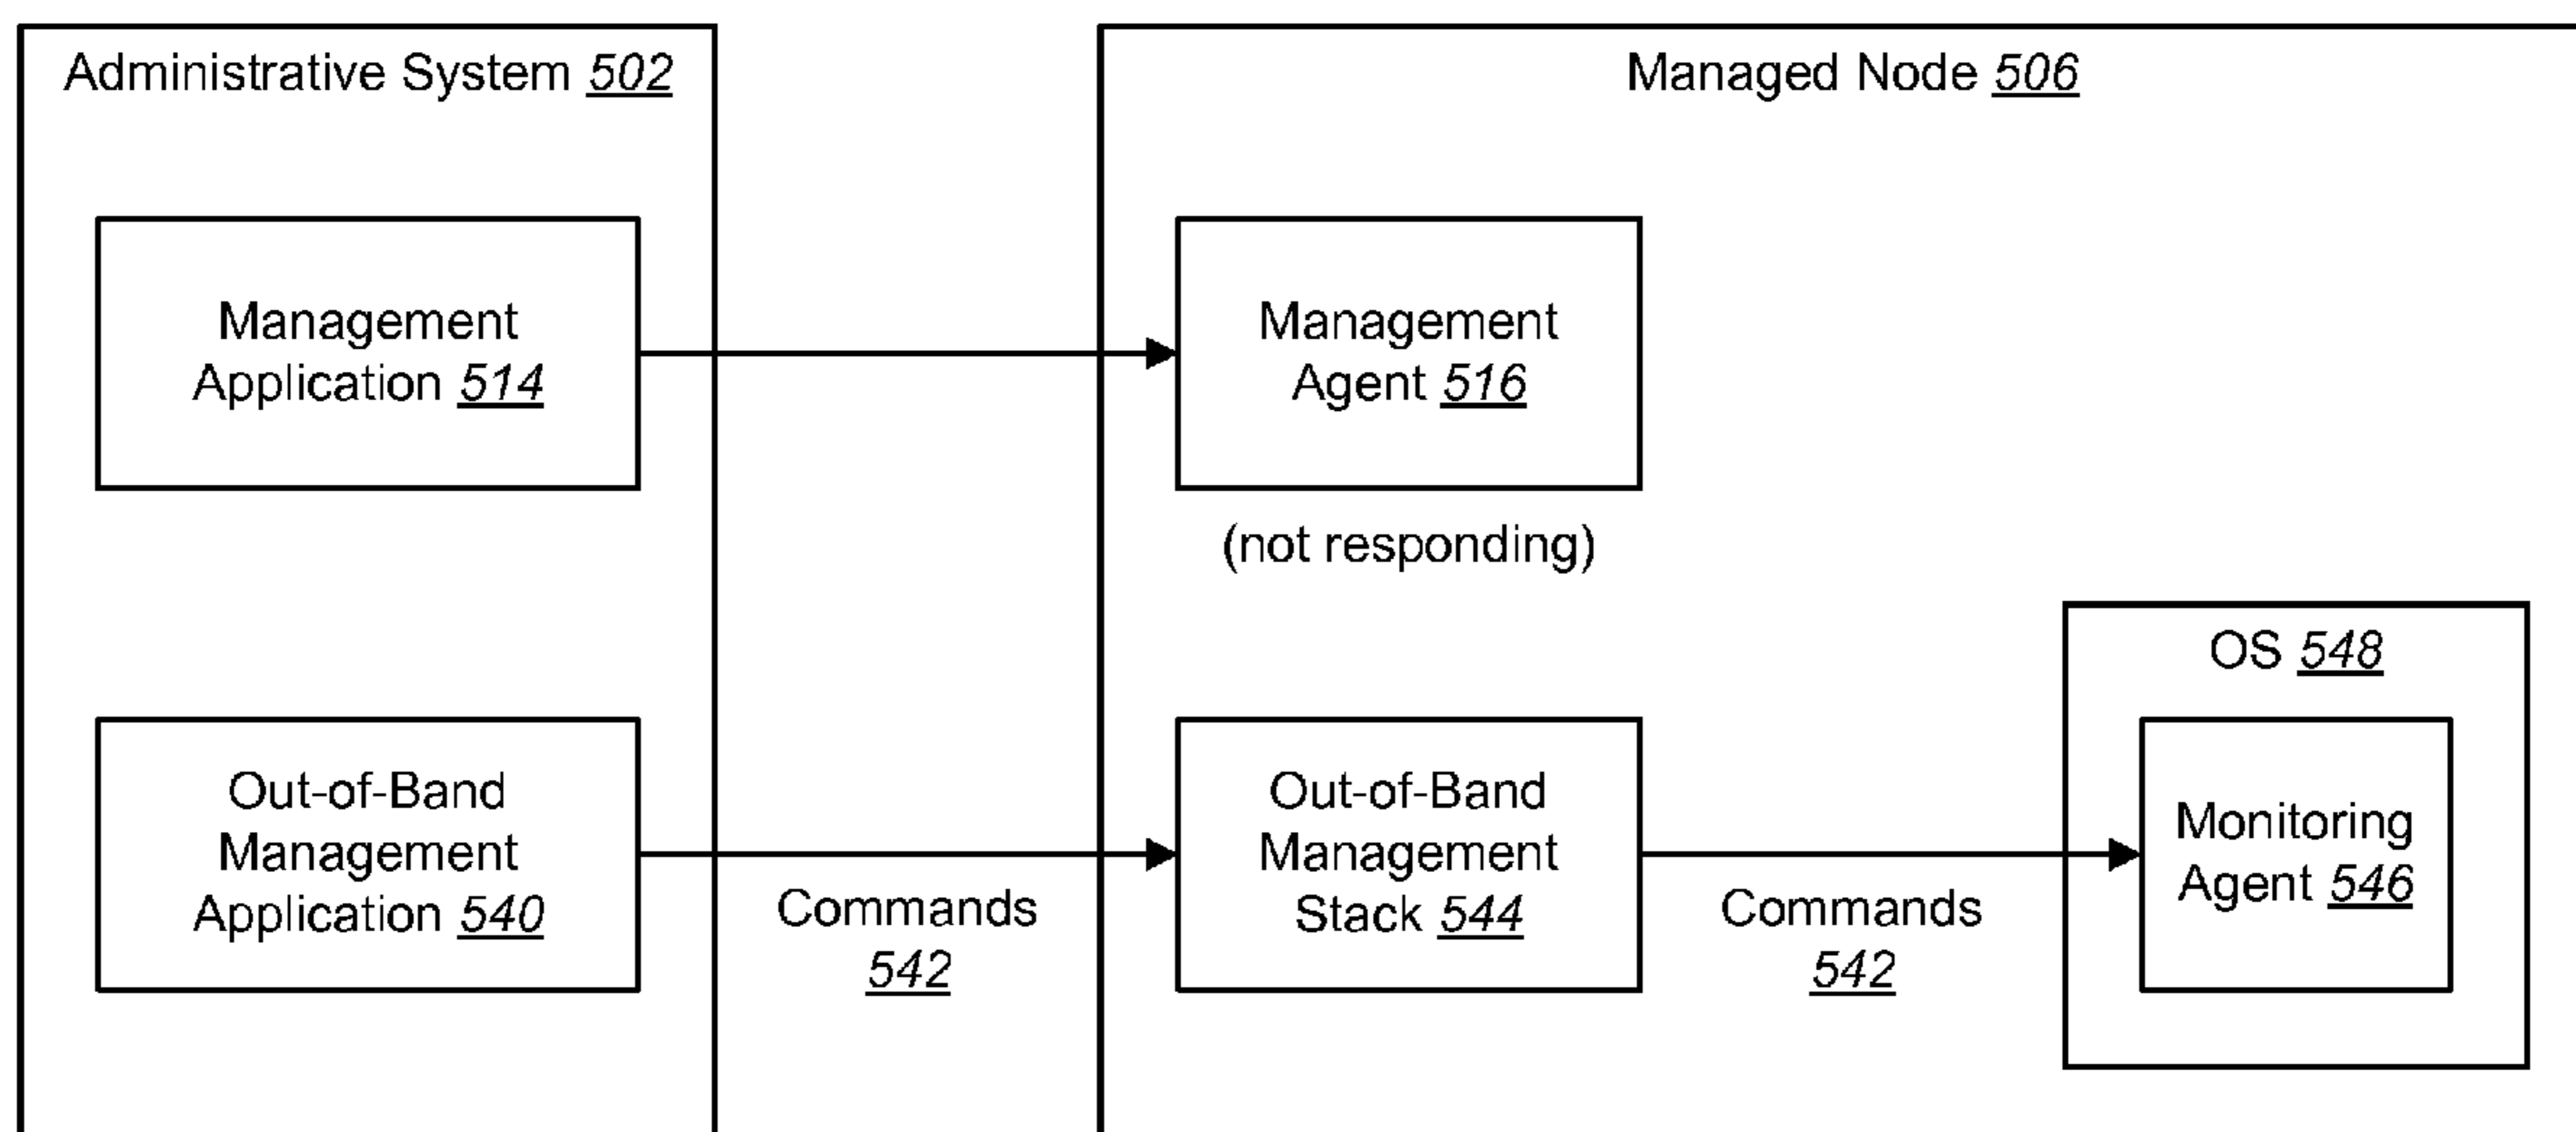 Administrative System 502
Managed Node 506
Management
Application 514
Management
Agent 516
(not responding)
OS 548
Out-of-Band
Management
Application 540
Commands
542
Out-of-Band
Management
Stack 544
Commands
542
Monitoring
Agent 546